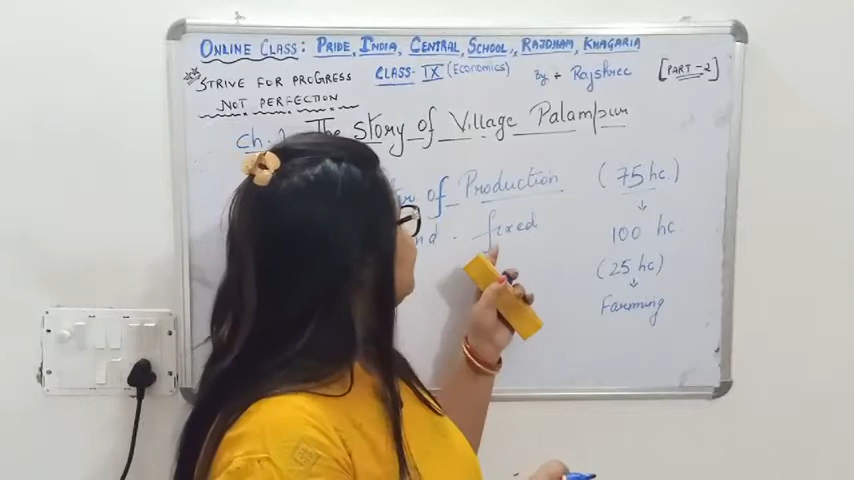 ONLINE CLASS: PRIDE, INDIA, CENTRAL, SCHOOL, RAJDHAM, KHAGARIA
*STRIVE FOR PROGRESS
NOT PERFECTION
CLASS- IX (Economics)
by ÷ RAJSHREE
[PART-2]
Ch. The Story of VILLAGE PALAMPUR
of PRODUCTION
nd - fixed
(75 hc.)
↓
100 hc
(25 hc)
↓
FARMING